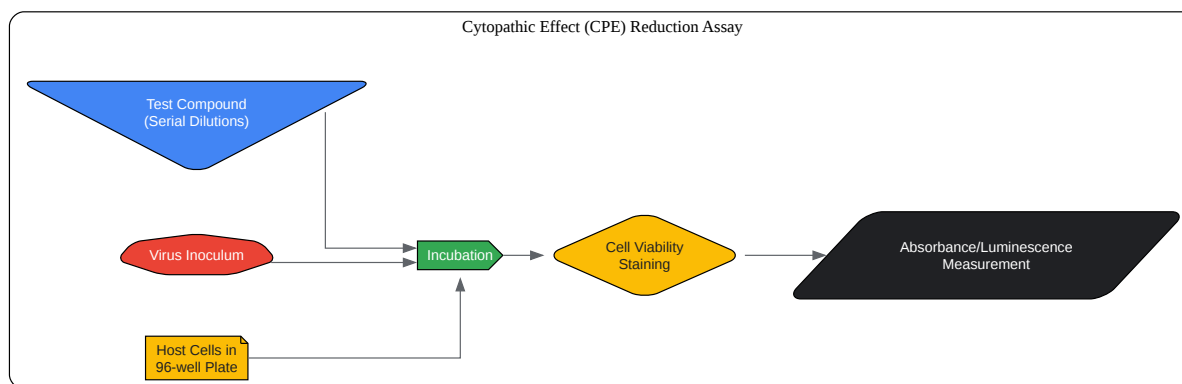 Cytopathic Effect (CPE) Reduction Assay
Test Compound
(Serial Dilutions)
Virus Inoculum
Incubation
Cell Viability
Staining
Absorbance/Luminescence
Measurement
Host Cells in
96-well Plate